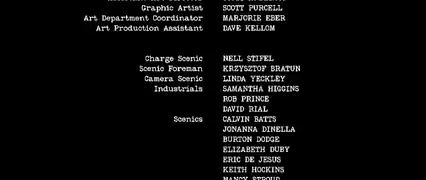 Graphic Artist SCOTT PURCELL
Art Department Coordinator MARJORIE EBER
Art Production Assistant DAVE KELLOM
Charge Scenic NELL STIFEL
Scenic Foreman KRZYSZTOF BRATUN
Camera Scenic LINDA YECKLEY
Industrials SAMANTHA HIGGINS
ROB PRINCE
DAVID RIAL
Scenics CALVIN BATTS
JONANNA DINELLA
BURTON DODGE
ELIZABETH DUBY
ERIC DE JESUS
KEITH HOCKINS
NANCY STROUD